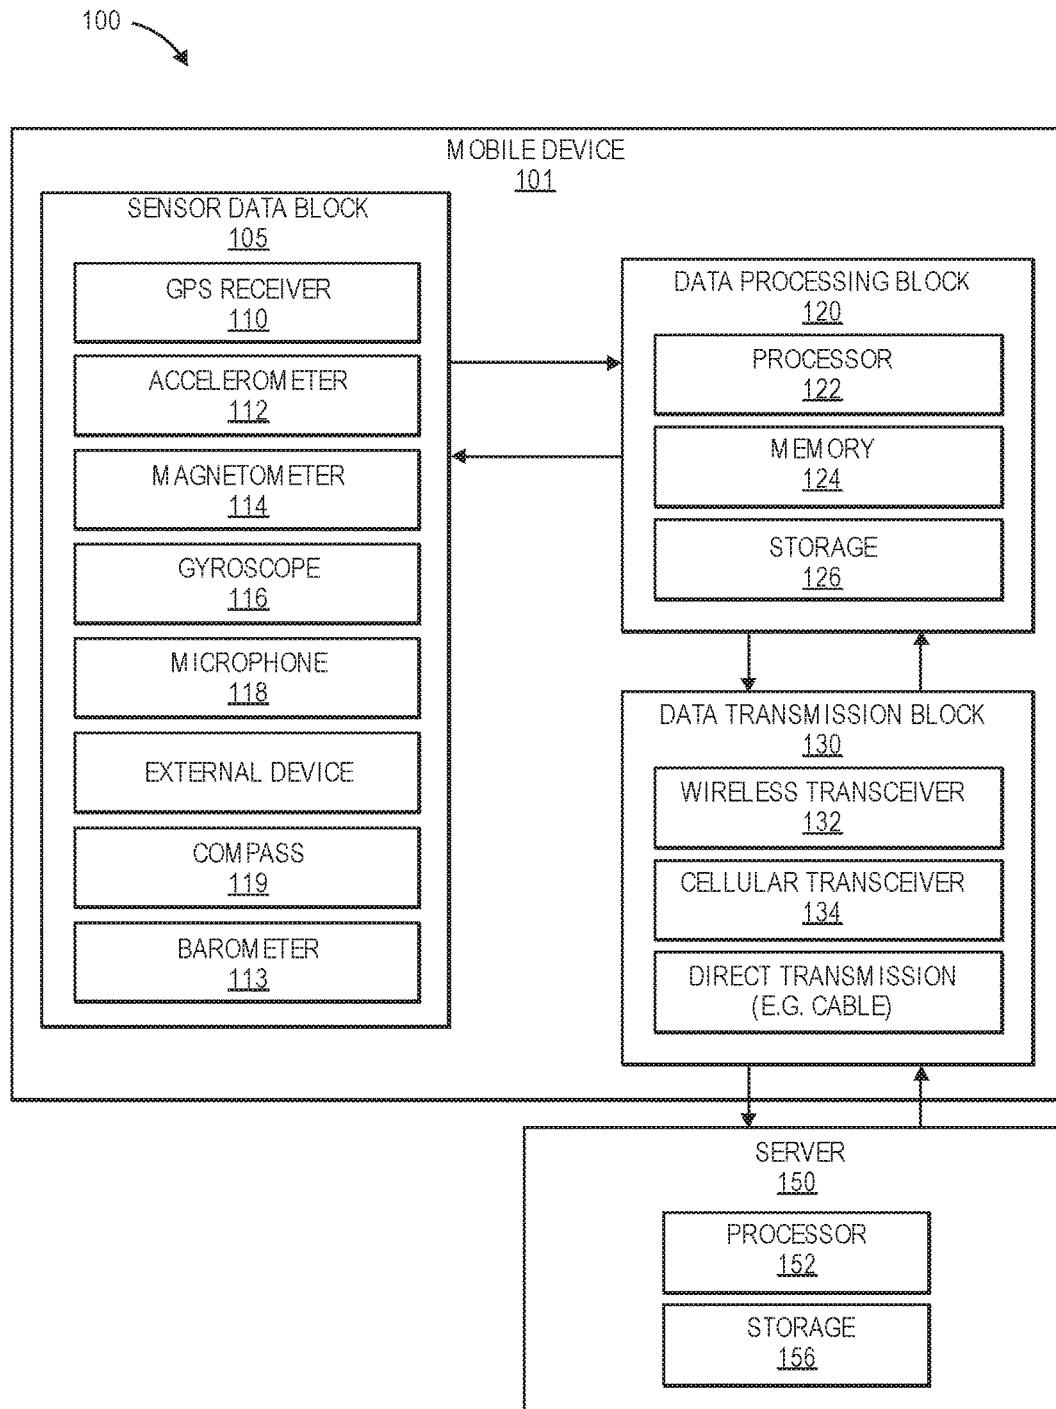 100
MOBILE DEVICE
101
SENSOR DATA BLOCK
105
GPS RECEIVER
110
ACCELEROMETER
112
MAGNETOMETER
114
GYROSCOPE
116
MICROPHONE
118
EXTERNAL DEVICE
COMPASS
119
BAROMETER
113
DATA PROCESSING BLOCK
120
PROCESSOR
122
MEMORY
124
STORAGE
126
DATA TRANSMISSION BLOCK
130
WIRELESS TRANSCEIVER
132
CELLULAR TRANSCEIVER
134
DIRECT TRANSMISSION
(E.G. CABLE)
SERVER
150
PROCESSOR
152
STORAGE
156